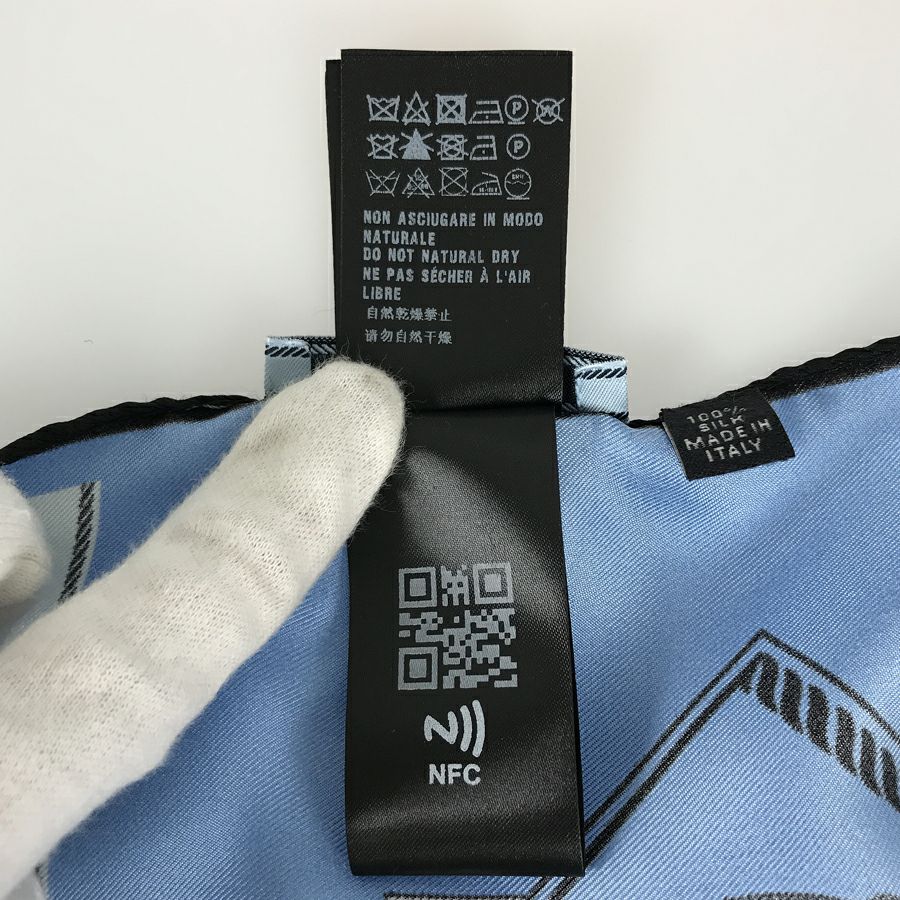 NON ASCIUGARE IN MODO
NATURALE
DO NOT NATURAL DRY
NE PAS SÉCHER À L'AIR
LIBRE
自然乾燥禁止
请勿自然干燥
100%
SILK
MADE IN
ITALY
NFC